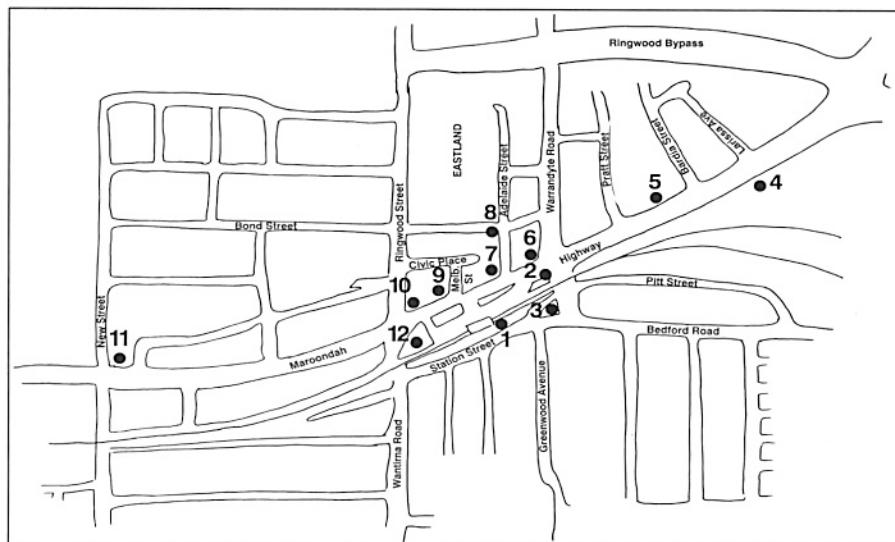 Ringwood Bypass
EASTLAND
Adelaide Street
Warrandyte Road
Pratt Street
Bardia Street
Larissa Ave
4
5
Bond Street
Ringwood Street
8
6
Highway
Civic Place
7
2
Melb.
St
9
10
Pitt Street
3
New Street
11
12
1
Bedford Road
Maroondah
Station Street
Greenwood Avenue
Wantirna Road